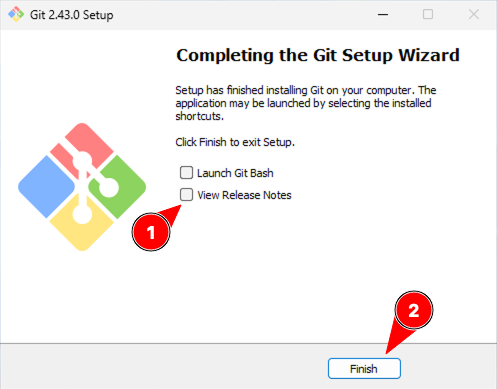 Git 2.43.0 Setup
Completing the Git Setup Wizard
Setup has finished installing Git on your computer. The
application may be launched by selecting the installed
shortcuts.
Click Finish to exit Setup.
Launch Git Bash
View Release Notes
1
2
Finish